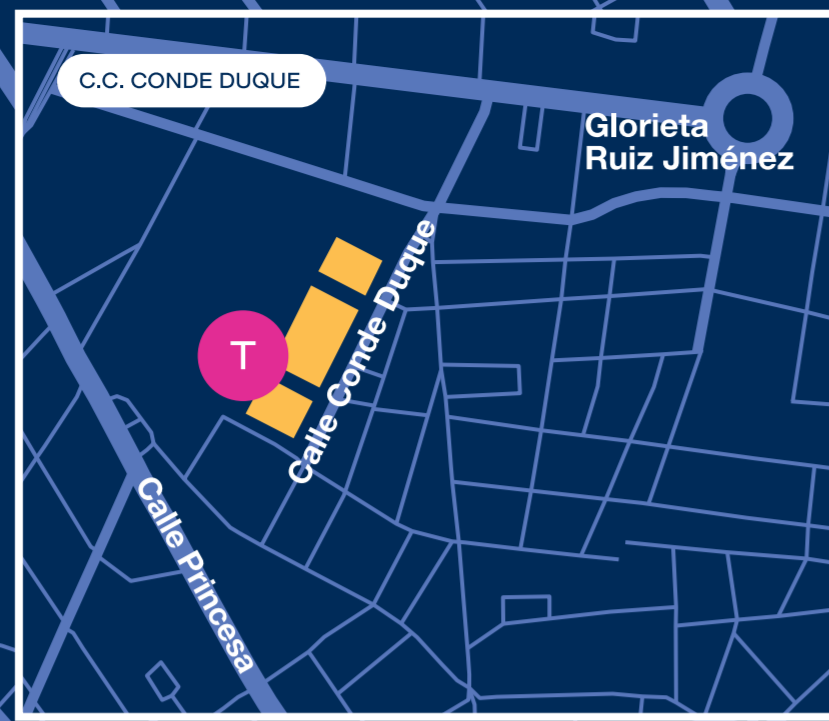 C.C. CONDE DUQUE
Glorieta
Ruiz Jiménez
Calle Conde Duque
T
Calle Princesa